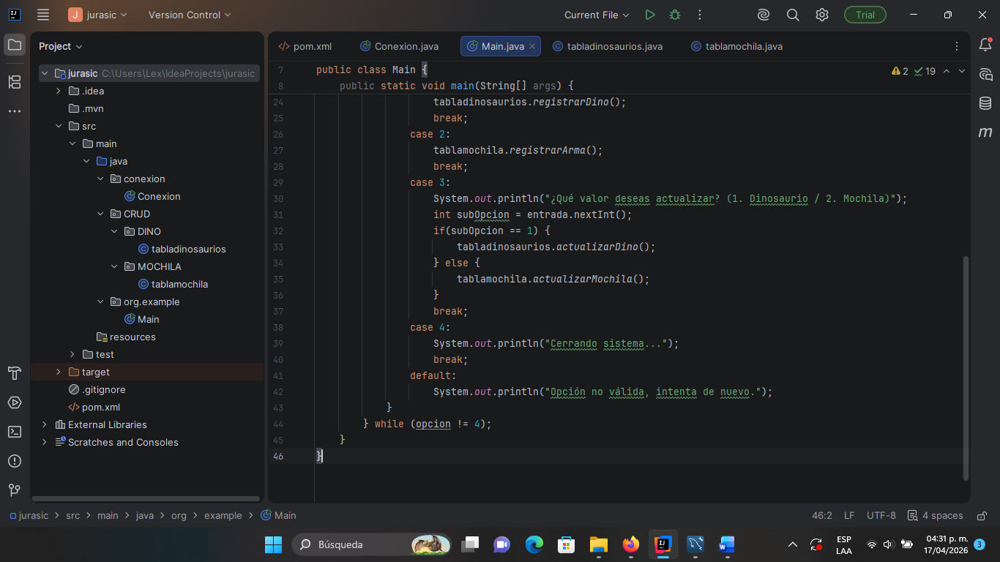 J jurasic Version Control Current File Trial
Project
pom.xml Conexion.java Main.java tabladinosaurios.java tablamochila.java
jurasic C:\Users\Lex\IdeaProjects\jurasic
.idea
.mvn
src
main
java
conexion
Conexion
CRUD
DINO
tabladinosaurios
MOCHILA
tablamochila
org.example
Main
resources
test
target
.gitignore
pom.xml
External Libraries
Scratches and Consoles
2 19
7 public class Main {
8 public static void main(String[] args) {
24 tabladinosaurios.registrarDino();
25 break;
26 case 2:
27 tablamochila.registrarArma();
28 break;
29 case 3:
30 System.out.println("¿Qué valor deseas actualizar? (1. Dinosaurio / 2. Mochila)");
31 int subOpcion = entrada.nextInt();
32 if(subOpcion == 1) {
33 tabladinosaurios.actualizarDino();
34 } else {
35 tablamochila.actualizarMochila();
36 }
37 break;
38 case 4:
39 System.out.println("Cerrando sistema...");
40 break;
41 default:
42 System.out.println("Opción no válida, intenta de nuevo.");
43 }
44 } while (opcion != 4);
45 }
46 }
m
jurasic > src > main > java > org > example > Main 46:2 LF UTF-8 4 spaces
Búsqueda
ESP
LAA
04:31 p. m.
17/04/2026
3